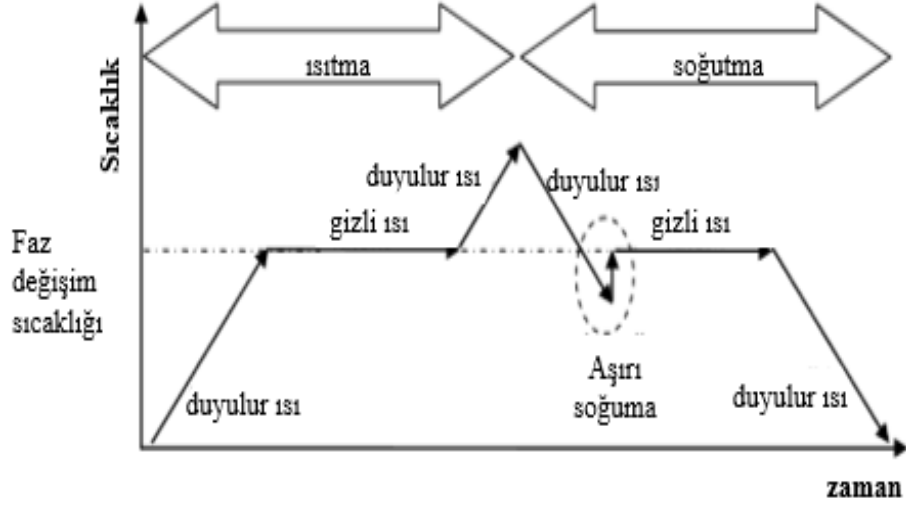 ısıtma
soğutma
Sıcaklık
duyulur ısı
duyulur ısı
gizli ısı
gizli ısı
Faz
değişim
sıcaklığı
Aşırı
soğuma
duyulur ısı
duyulur ısı
zaman